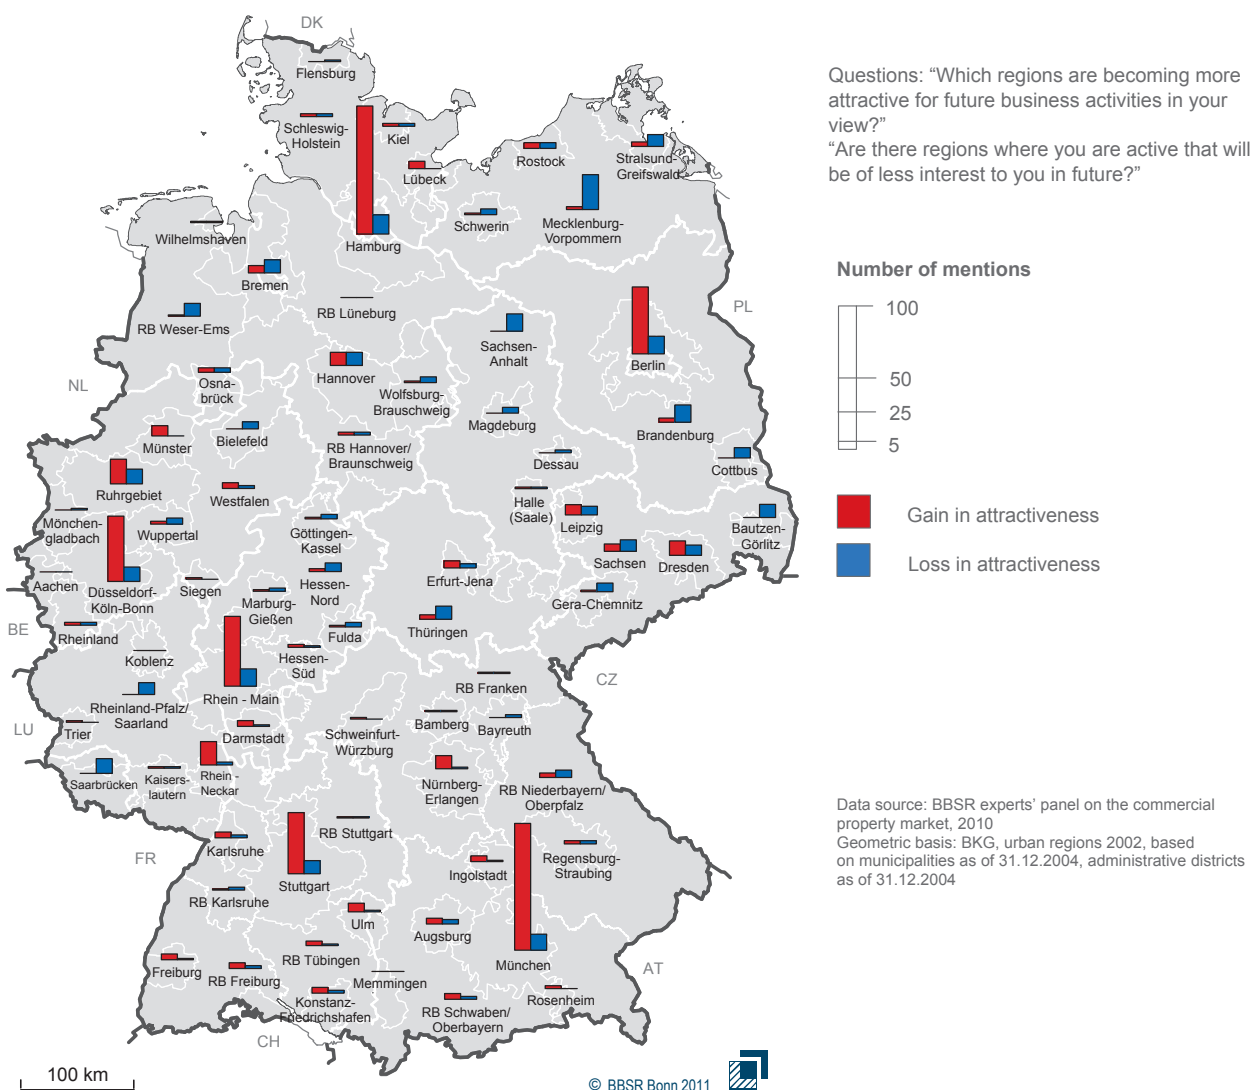 DK
Flensburg
Schleswig-
Holstein
Kiel
Lübeck
Rostock
Stralsund-
Greifswald
Schwerin
Mecklenburg-
Vorpommern
Wilhelmshaven
Hamburg
Bremen
RB Lüneburg
RB Weser-Ems
PL
Sachsen-
Anhalt
Berlin
NL
Osna-
brück
Hannover
Wolfsburg-
Brauschweig
Magdeburg
Brandenburg
Münster
Bielefeld
RB Hannover/
Braunschweig
Dessau
Cottbus
Ruhrgebiet
Westfalen
Halle
(Saale)
Leipzig
Bautzen-
Görlitz
Mönchen-
gladbach
Wuppertal
Göttingen-
Kassel
Sachsen
Dresden
Aachen
Düsseldorf-
Köln-Bonn
Siegen
Marburg-
Gießen
Hessen-
Nord
Erfurt-Jena
Gera-Chemnitz
BE
Rheinland
Koblenz
Fulda
Hessen-
Süd
Thüringen
CZ
Rheinland-Pfalz/
Saarland
Rhein - Main
RB Franken
LU
Trier
Darmstadt
Schweinfurt-
Würzburg
Bamberg
Bayreuth
Saarbrücken
Kaisers-
lautern
Rhein -
Neckar
Nürnberg-
Erlangen
RB Niederbayern/
Oberpfalz
FR
Karlsruhe
RB Stuttgart
Stuttgart
Ingolstadt
Regensburg-
Straubing
RB Karlsruhe
Ulm
Augsburg
München
AT
Freiburg
RB Freiburg
RB Tübingen
Memmingen
Konstanz-
Friedrichshafen
RB Schwaben/
Oberbayern
Rosenheim
CH
100 km
© BBSR Bonn 2011
Questions: “Which regions are becoming more
attractive for future business activities in your
view?”
“Are there regions where you are active that will
be of less interest to you in future?”
Number of mentions
100
50
25
5
Gain in attractiveness
Loss in attractiveness
Data source: BBSR experts’ panel on the commercial
property market, 2010
Geometric basis: BKG, urban regions 2002, based
on municipalities as of 31.12.2004, administrative districts
as of 31.12.2004